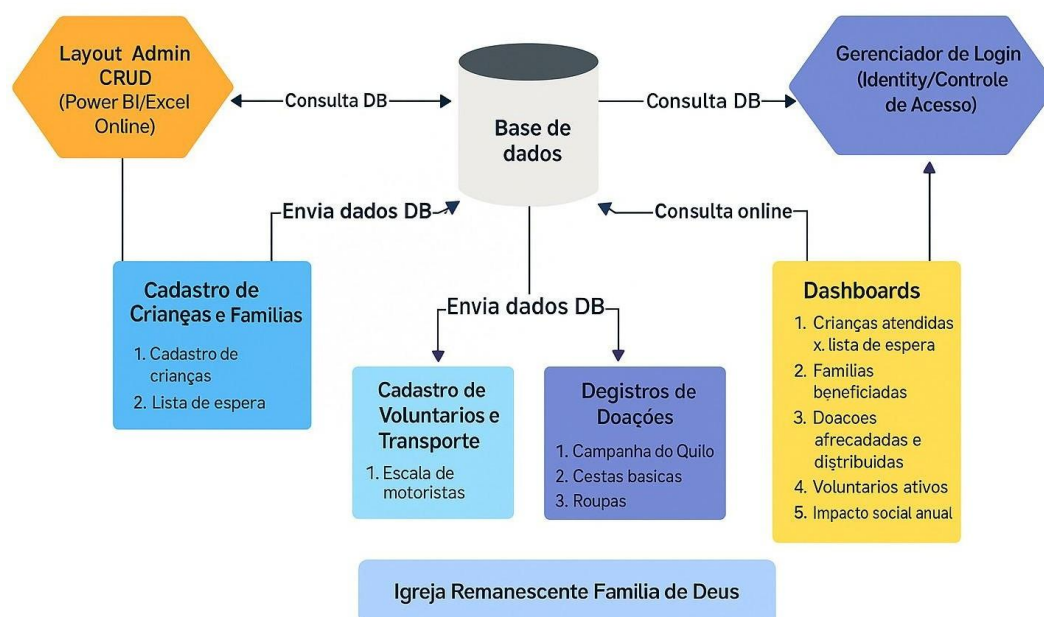 Layout Admin
CRUD
(Power BI/Excel
Online)
Consulta DB
Base de
dados
Consulta DB
Gerenciador de Login
(Identity/Controle
de Acesso)
Envia dados DB
Consulta online
Cadastro de
Crianças e Familias
1. Cadastro de
crianças
2. Lista de espera
Envia dados DB
Cadastro de
Voluntarios e
Transporte
1. Escala de
motoristas
Degistros de
Doaçóes
1. Campanha do Quilo
2. Cestas basicas
3. Roupas
Dashboards
1. Crianças atendidas
x. lista de espera
2. Familias
beneficiadas
3. Doacoes
afrecadadas e
distribuidas
4. Voluntarios ativos
5. Impacto social anual
Igreja Remanescente Familia de Deus